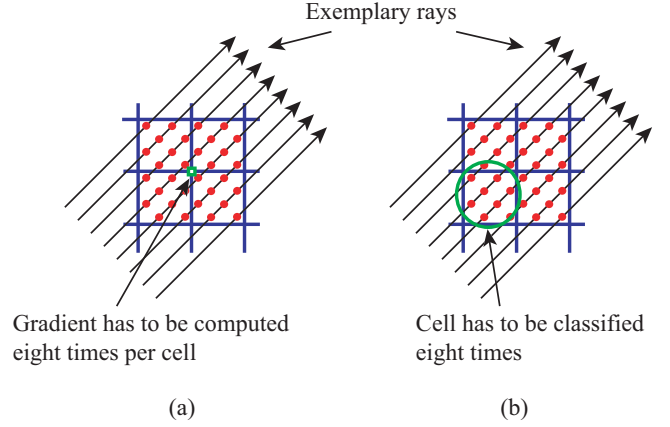 Exemplary rays
Gradient has to be computed
eight times per cell
Cell has to be classified
eight times
(a)
(b)